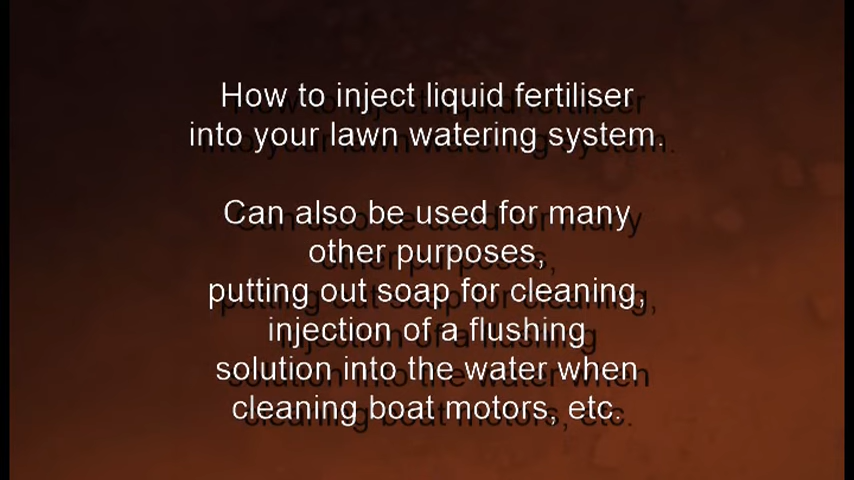 How to inject liquid fertiliser
into your lawn watering system.
Can also be used for many
other purposes,
putting out soap for cleaning,
injection of a flushing
solution into the water when
cleaning boat motors, etc.